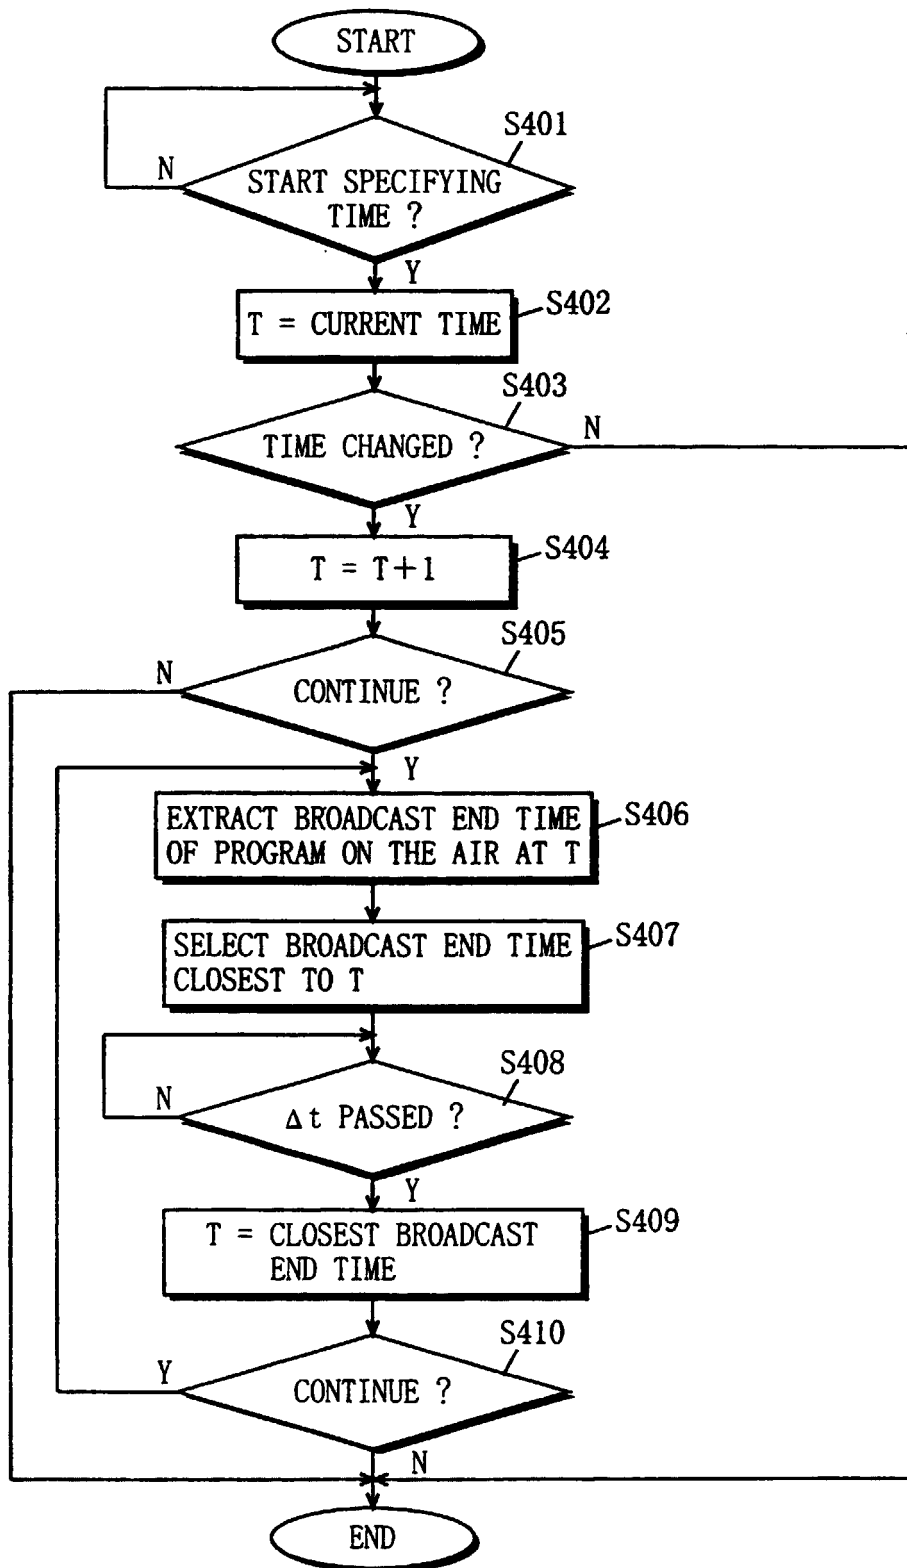 START
S401
N
START SPECIFYING
TIME ?
Y
S402
T = CURRENT TIME
S403
N
TIME CHANGED ?
Y
S404
T = T+1
S405
N
CONTINUE ?
Y
EXTRACT BROADCAST END TIME
OF PROGRAM ON THE AIR AT T
S406
SELECT BROADCAST END TIME
CLOSEST TO T
S407
S408
N
Δt PASSED ?
Y
S409
T = CLOSEST BROADCAST
END TIME
S410
Y
CONTINUE ?
N
END